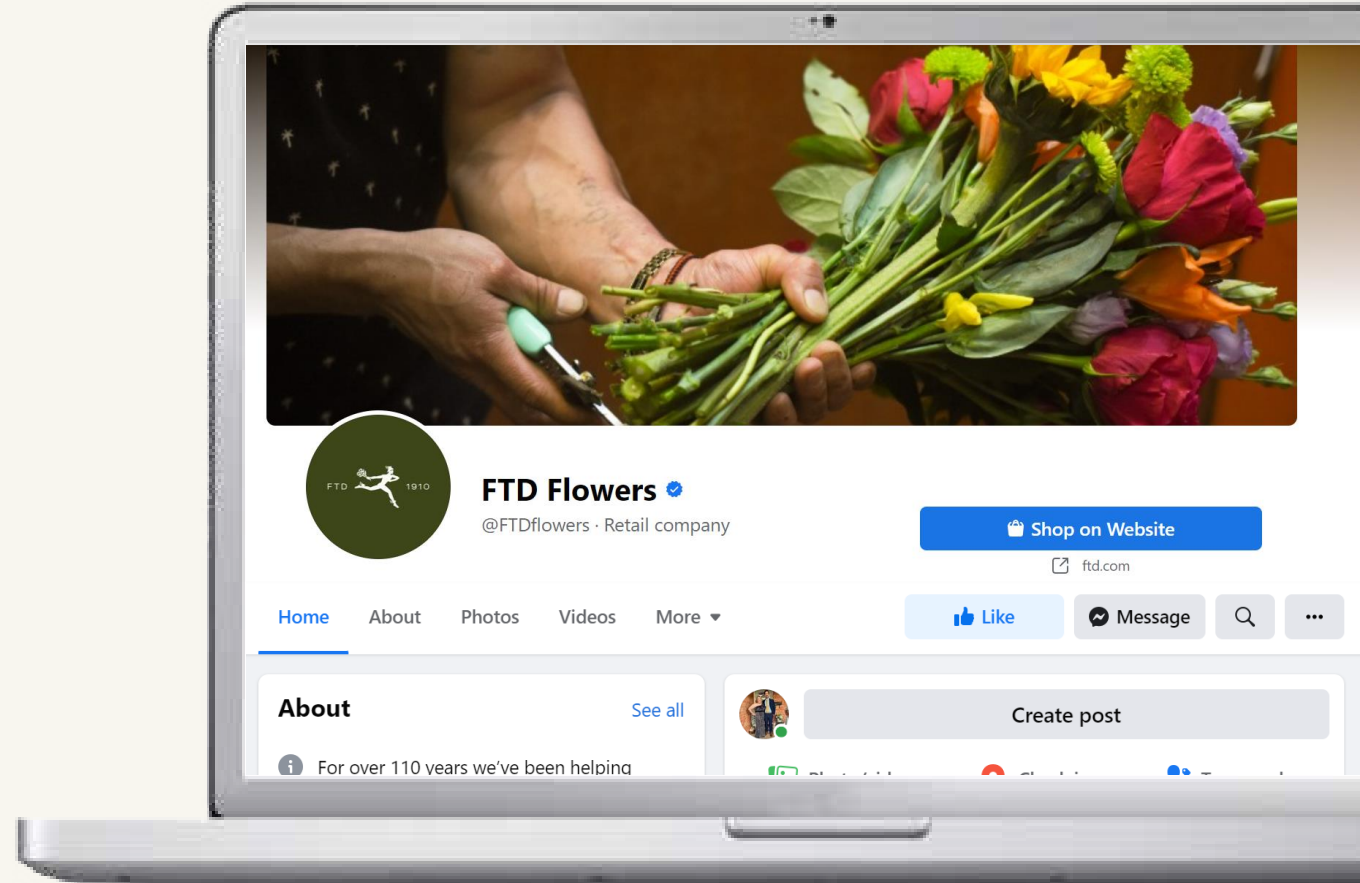 FTD 1910
FTD Flowers
@FTDflowers · Retail company
Shop on Website
ftd.com
Home About Photos Videos More
Like Message
About See all
Create post
For over 110 years we've been helping